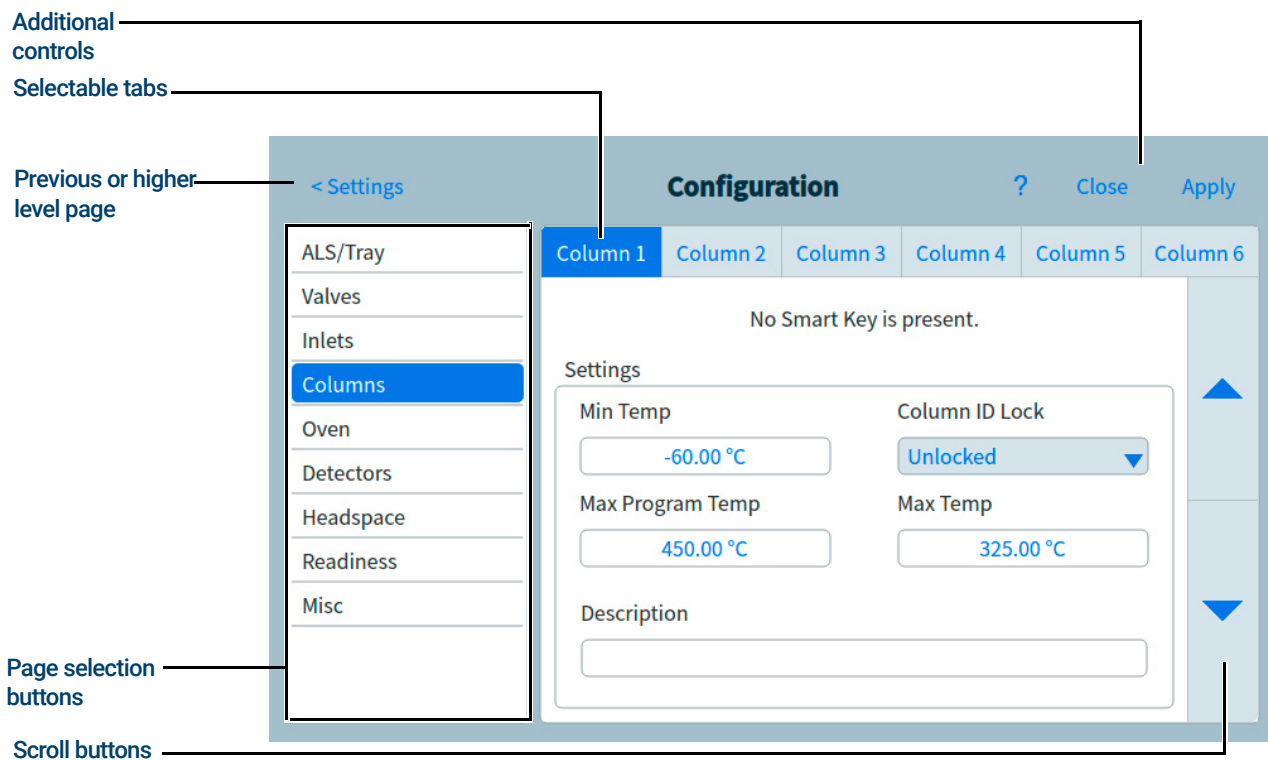 Additional
controls
Selectable tabs
Previous or higher
level page
< Settings
Configuration
?
Close
Apply
ALS/Tray
Valves
Inlets
Columns
Oven
Detectors
Headspace
Readiness
Misc
Column 1
Column 2
Column 3
Column 4
Column 5
Column 6
No Smart Key is present.
Settings
Min Temp
-60.00 °C
Column ID Lock
Unlocked
Max Program Temp
450.00 °C
Max Temp
325.00 °C
Description
Page selection
buttons
Scroll buttons